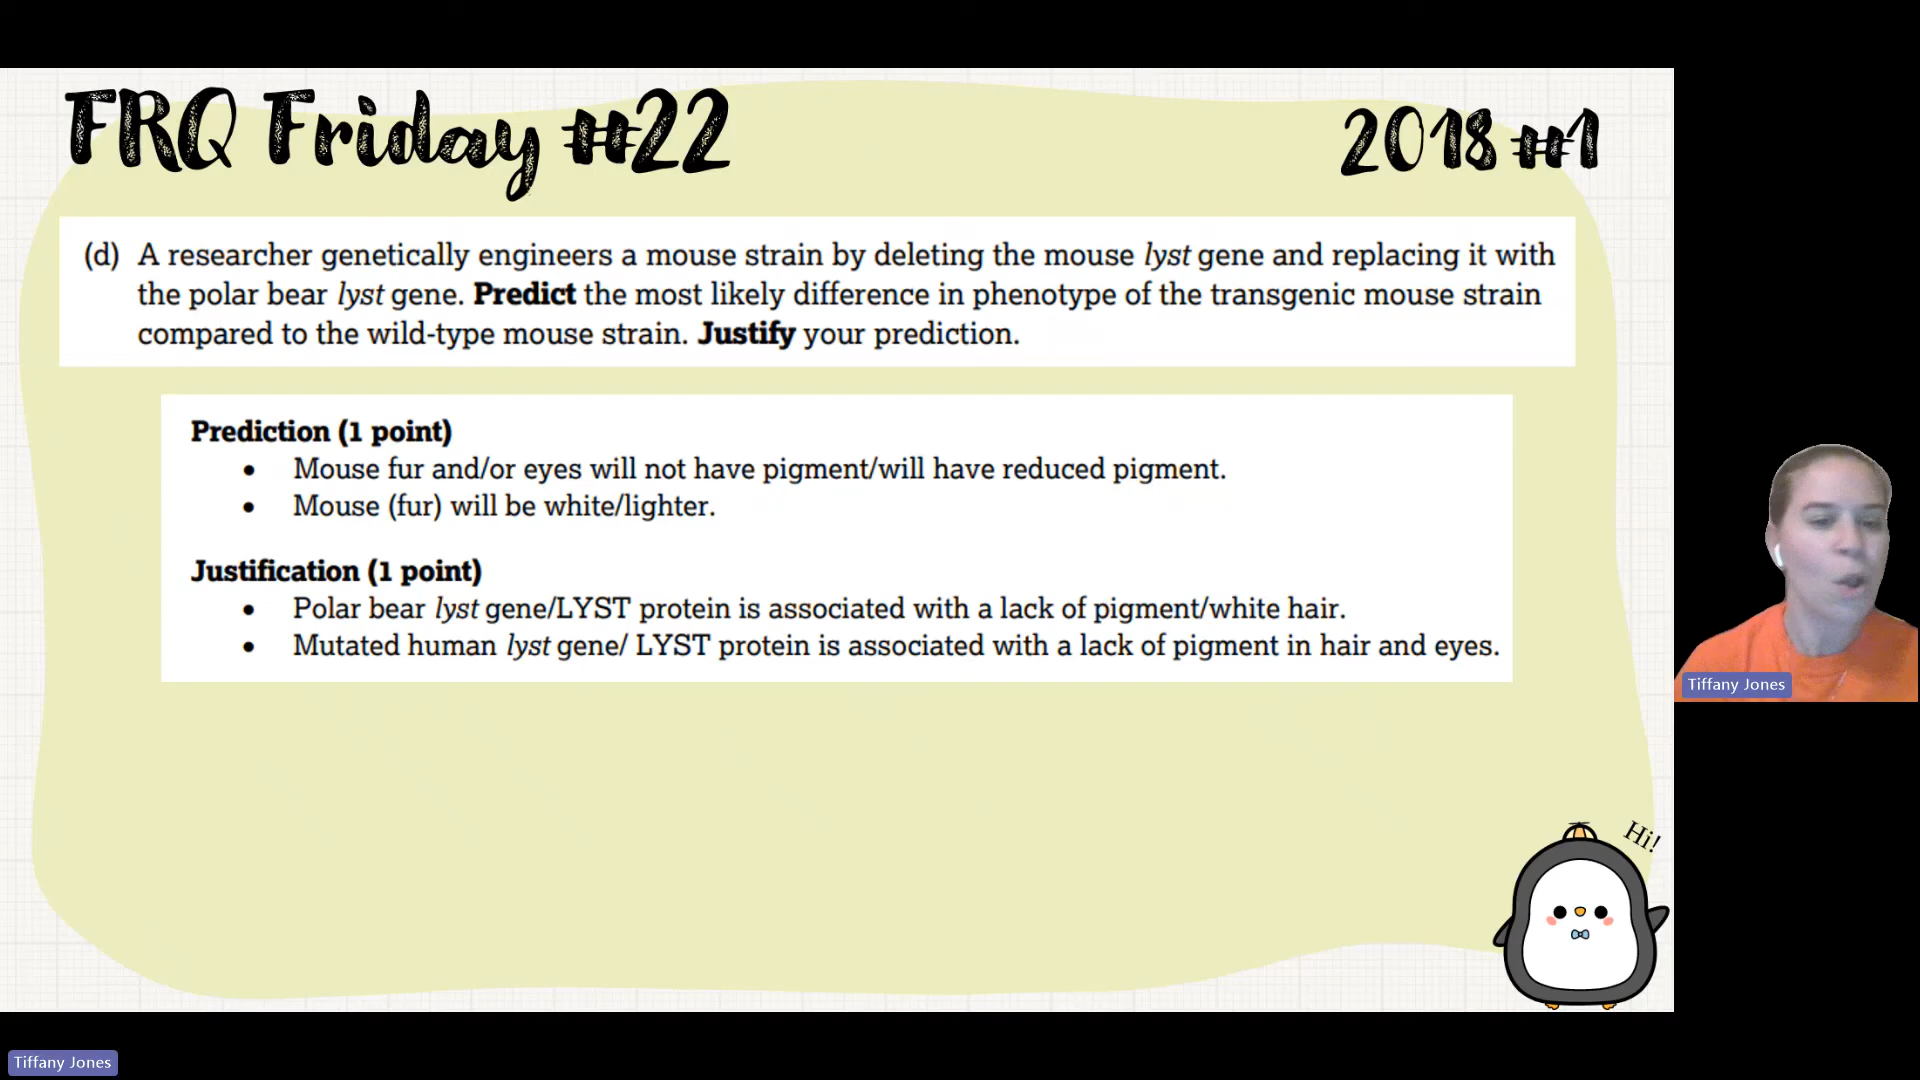 FRQ Friday #22
2018 #1
(d) A researcher genetically engineers a mouse strain by deleting the mouse lyst gene and replacing it with
the polar bear lyst gene. Predict the most likely difference in phenotype of the transgenic mouse strain
compared to the wild-type mouse strain. Justify your prediction.
Prediction (1 point)
• Mouse fur and/or eyes will not have pigment/will have reduced pigment.
• Mouse (fur) will be white/lighter.
Justification (1 point)
• Polar bear lyst gene/LYST protein is associated with a lack of pigment/white hair.
• Mutated human lyst gene/ LYST protein is associated with a lack of pigment in hair and eyes.
Tiffany Jones
Hi!
Tiffany Jones